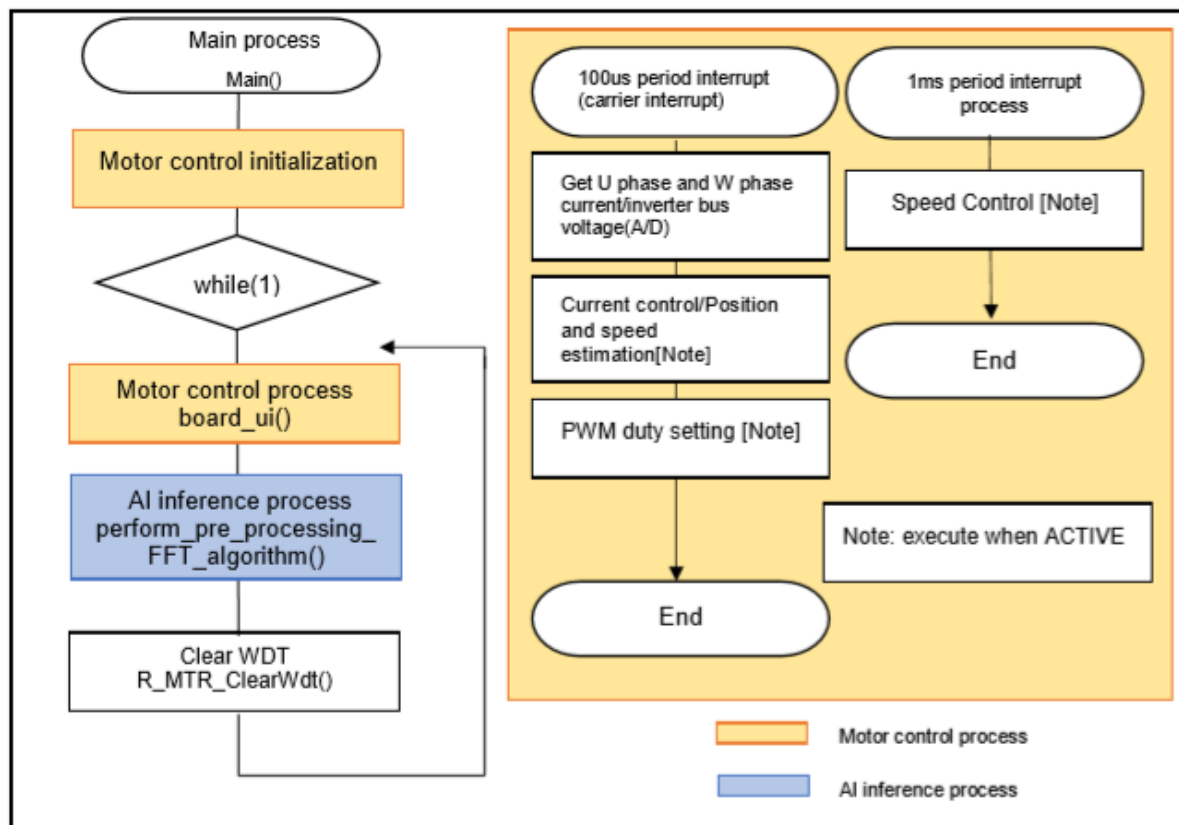 Main process
Main()
Motor control initialization
while(1)
Motor control process
board_ui()
AI inference process
perform_pre_processing_
FFT_algorithm()
Clear WDT
R_MTR_ClearWdt()
100us period interrupt
(carrier interrupt)
Get U phase and W phase
current/inverter bus
voltage(A/D)
Current control/Position
and speed
estimation[Note]
PWM duty setting [Note]
End
1ms period interrupt
process
Speed Control [Note]
End
Note: execute when ACTIVE
Motor control process
AI inference process